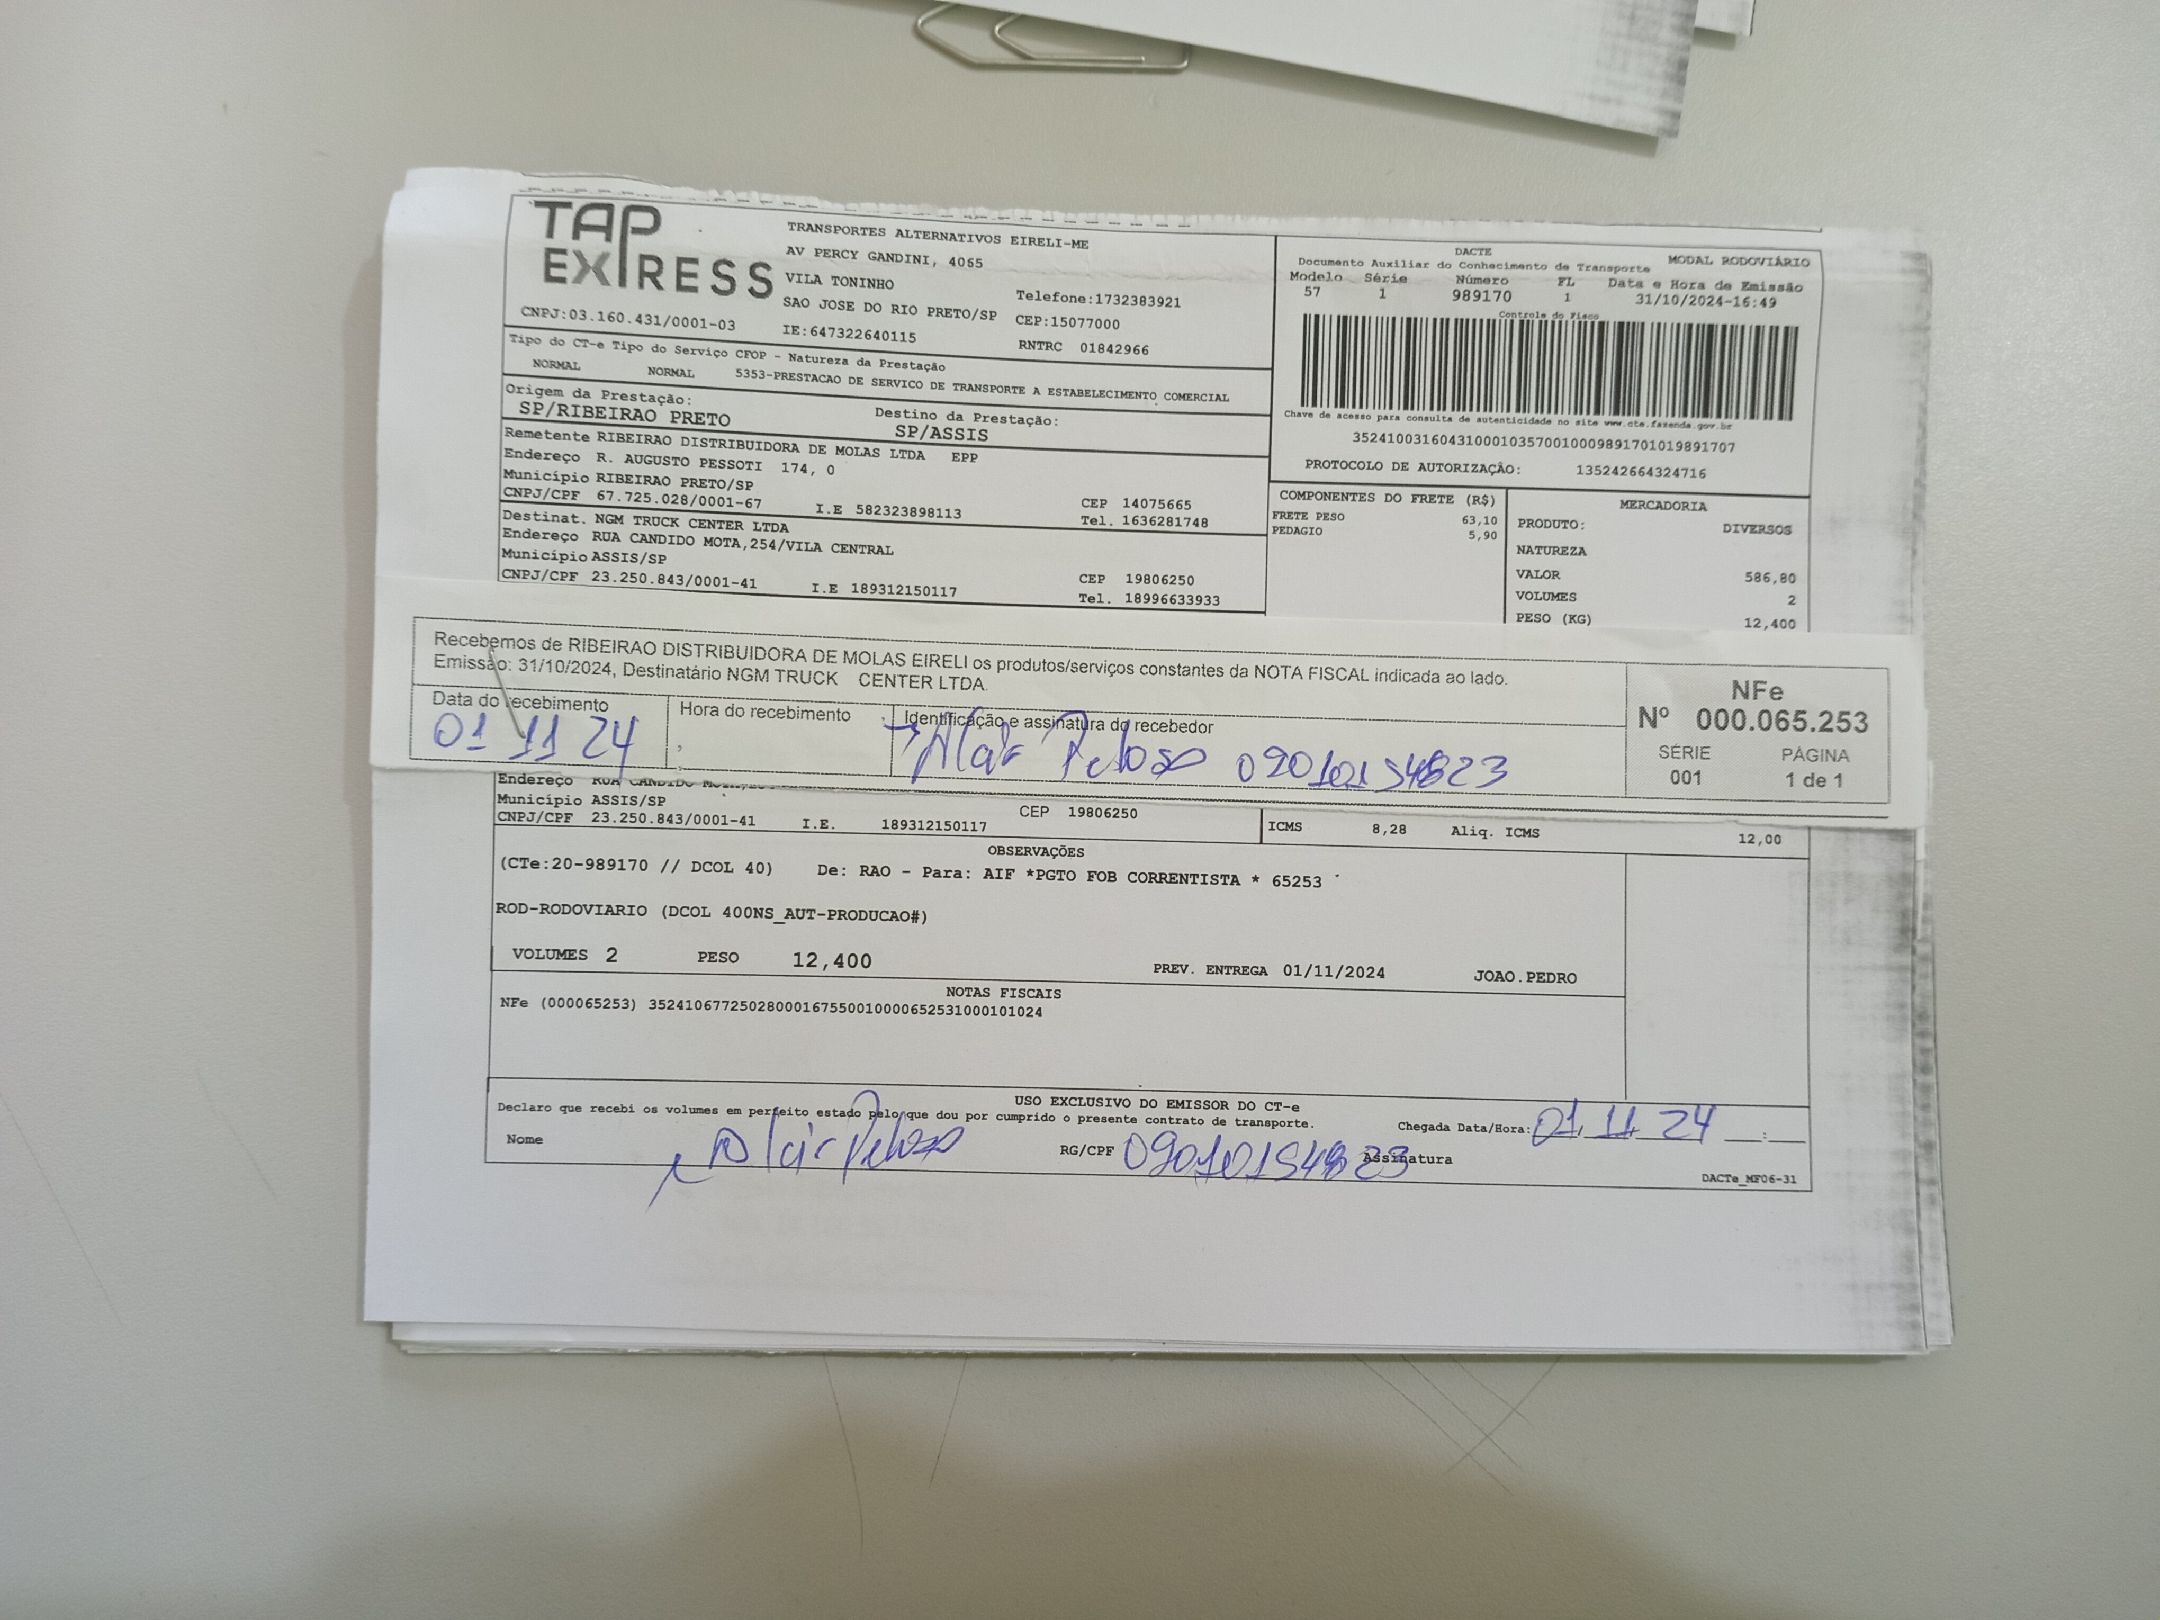 TAP EXPRESS
TRANSPORTES ALTERNATIVOS EIRELI-ME
AV PERCY GANDINI, 4065
VILA TONINHO
SAO JOSE DO RIO PRETO/SP
Telefone:1732383921
CEP:15077000
CNPJ:03.160.431/0001-03
IE:647322640115
RNTRC 01842966
Tipo do CT-e Tipo do Serviço CFOP - Natureza da Prestação
NORMAL NORMAL 5353-PRESTACAO DE SERVICO DE TRANSPORTE A ESTABELECIMENTO COMERCIAL
Origem da Prestação: Destino da Prestação:
SP/RIBEIRAO PRETO SP/ASSIS
Remetente RIBEIRAO DISTRIBUIDORA DE MOLAS LTDA EPP
Endereço R. AUGUSTO PESSOTI 174, 0
Município RIBEIRAO PRETO/SP CEP 14075665
CNPJ/CPF 67.725.028/0001-67 I.E 582323898113 Tel. 1636281748
Destinat. NGM TRUCK CENTER LTDA
Endereço RUA CANDIDO MOTA,254/VILA CENTRAL
Município ASSIS/SP CEP 19806250
CNPJ/CPF 23.250.843/0001-41 I.E 189312150117 Tel. 18996633933
DACTE MODAL RODOVIÁRIO
Documento Auxiliar do Conhecimento de Transporte
Modelo Série Número FL Data e Hora de Emissão
57 1 989170 1 31/10/2024-16:49
Controle do Fisco
Chave de acesso para consulta de autenticidade no site www.cte.fazenda.gov.br
35241003160431000103570010009891701019891707
PROTOCOLO DE AUTORIZAÇÃO: 135242664324716
COMPONENTES DO FRETE (R$)
FRETE PESO 63,10
PEDAGIO 5,90
MERCADORIA
PRODUTO: DIVERSOS
NATUREZA
VALOR 586,80
VOLUMES 2
PESO (KG) 12,400
Recebemos de RIBEIRAO DISTRIBUIDORA DE MOLAS EIRELI os produtos/serviços constantes da NOTA FISCAL indicada ao lado.
Emissão: 31/10/2024, Destinatário NGM TRUCK CENTER LTDA.
Data do recebimento Hora do recebimento Identificação e assinatura do recebedor
01 11 24 Alcir Peloso 09010154823
NFe
Nº 000.065.253
SÉRIE PÁGINA
001 1 de 1
Endereço RUA CANDIDO
Município ASSIS/SP CEP 19806250
CNPJ/CPF 23.250.843/0001-41 I.E. 189312150117
ICMS 8,28 Aliq. ICMS 12,00
OBSERVAÇÕES
(CTe:20-989170 // DCOL 40) De: RAO - Para: AIF *PGTO FOB CORRENTISTA * 65253
ROD-RODOVIARIO (DCOL 400NS_AUT-PRODUCAO#)
VOLUMES 2 PESO 12,400 PREV. ENTREGA 01/11/2024 JOAO.PEDRO
NOTAS FISCAIS
NFe (000065253) 35241067725028000167550010000652531000101024
USO EXCLUSIVO DO EMISSOR DO CT-e
Declaro que recebi os volumes em perfeito estado pelo que dou por cumprido o presente contrato de transporte.
Chegada Data/Hora: 01 11 24
Nome Alcir Peloso RG/CPF 09010154823 Assinatura
DACTe_MF06-31